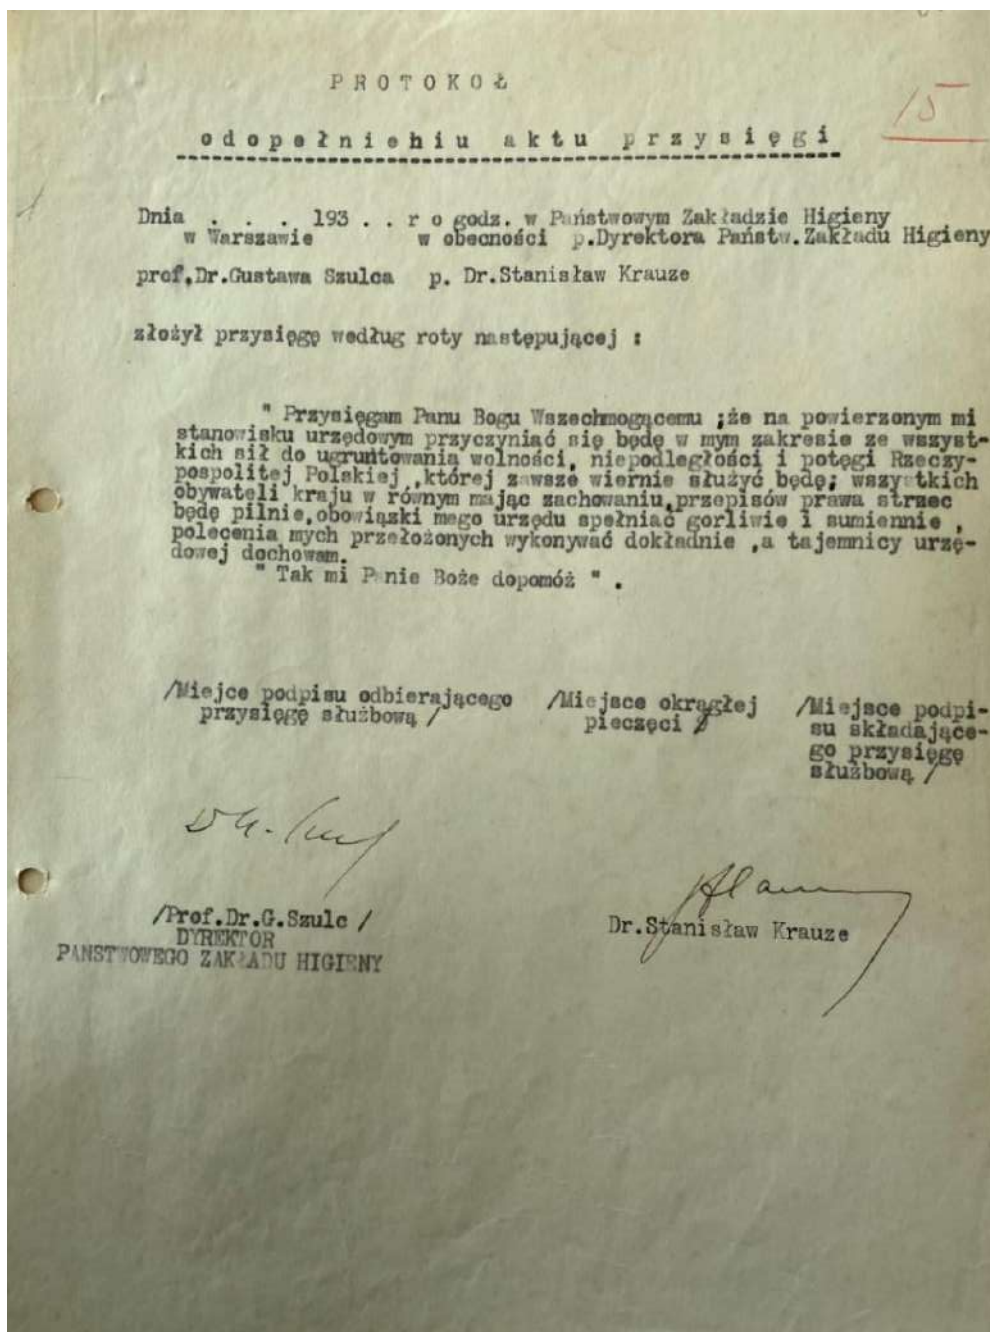 15
PROTOKOŁ
odopełniehiu aktu przysięgi
Dnia . . . 193 . . r o godz. w Państwowym Zakładzie Higieny
w Warszawie w obecności p.Dyrektora Państw.Zakładu Higieny
prof.Dr.Gustawa Szulca p. Dr.Stanisław Krauze
złożył przysięgę według roty następującej :
" Przysięgam Panu Bogu Wszechmogącemu ;że na powierzonym mi
stanowisku urzędowym przyczyniać się będę w mym zakresie ze wszyst-
kich sił do ugruntowania wolności, niepodległości i potęgi Rzeczy-
pospolitej Polskiej ,której zawsze wiernie służyć będę; wszystkich
obywateli kraju w równym mając zachowaniu,przepisów prawa strzec
będę pilnie,obowiązki mego urzędu spełniać gorliwie i sumiennie ,
polecenia mych przełożonych wykonywać dokładnie ,a tajemnicy urzę-
dowej dochowam.
" Tak mi Panie Boże dopomóż " .
/Miejce podpisu odbierającego
przysięgę służbową /
/Miejsce okrągłej
pieczęci /
/Miejsce podpi-
su składające-
go przysięgę
służbową /
/Prof.Dr.G.Szulc /
DYREKTOR
PANSTWOWEGO ZAKŁADU HIGIENY
Dr.Stanisław Krauze